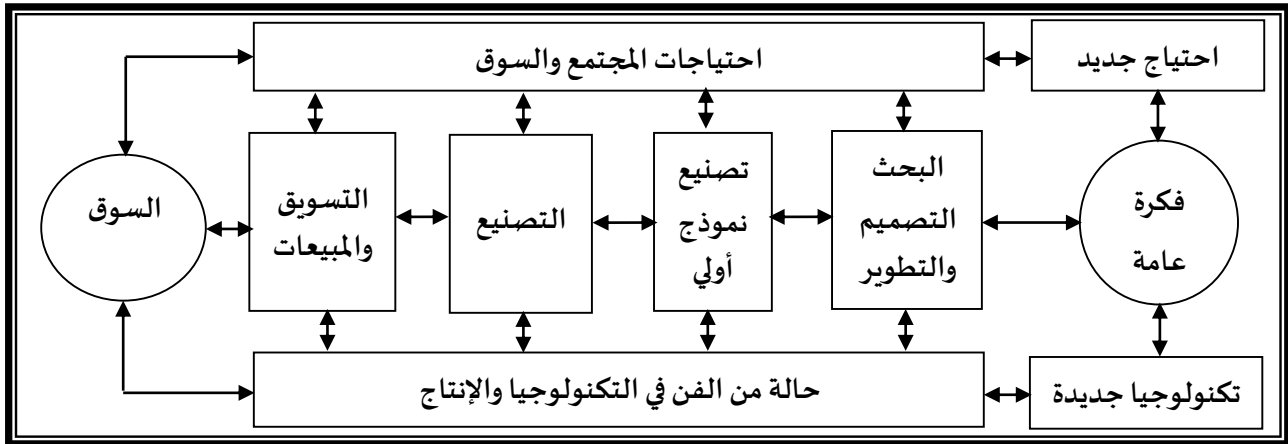 احتياج جديد
احتياجات المجتمع والسوق
فكرة
عامة
البحث
التصميم
والتطوير
تصنيع
نموذج
أولي
التصنيع
التسويق
والمبيعات
السوق
تكنولوجيا جديدة
حالة من الفن في التكنولوجيا والإنتاج